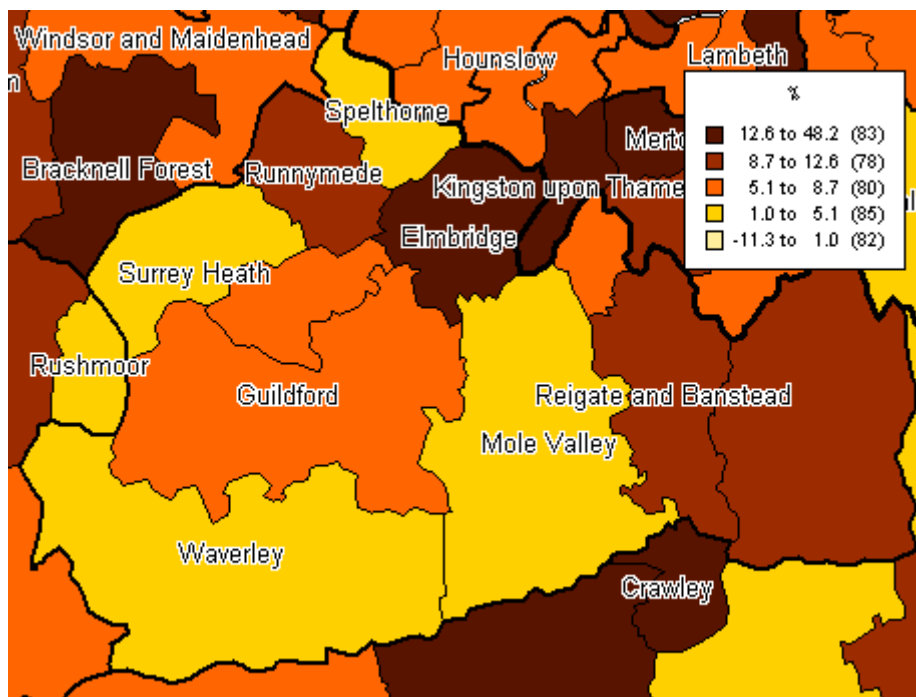 Windsor and Maidenhead
Hounslow
Lambeth
m
%
Spelthorne
12.6 to 48.2 (83)
Merto
8.7 to 12.6 (78)
Bracknell Forest
Runnymede
Kingston upon Thame
5.1 to 8.7 (80)
1.0 to 5.1 (85)
Elmbridge
-11.3 to 1.0 (82)
Surrey Heath
Rushmoor
Guildford
Reigate and Banstead
Mole Valley
Waverley
Crawley